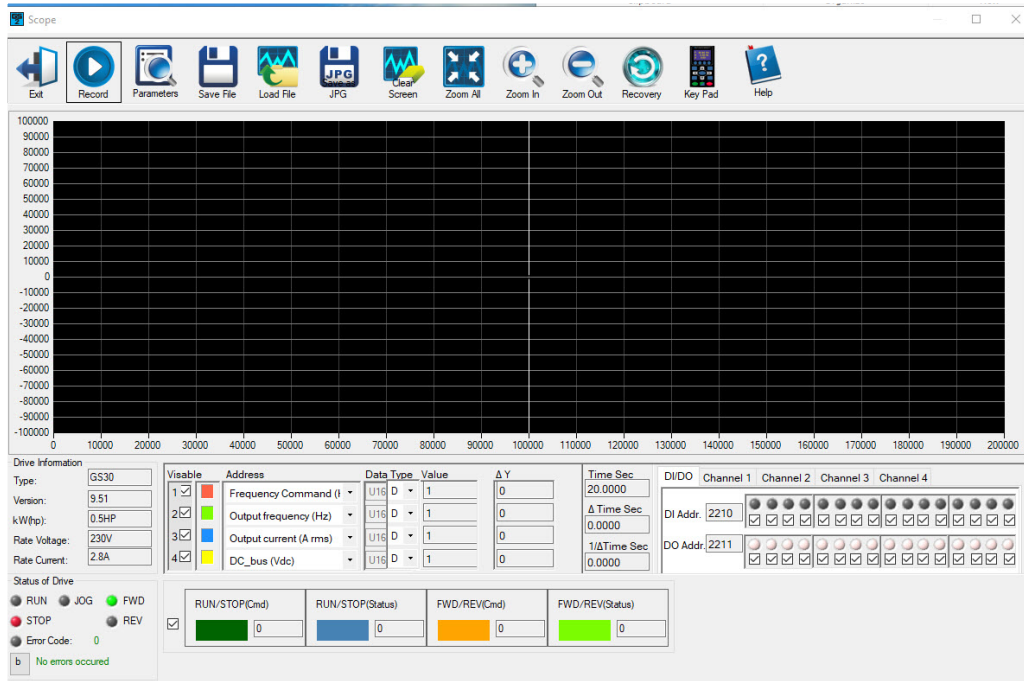 Scope
Exit Record Parameters Save File Load File Save as JPG Clear Screen Zoom All Zoom In Zoom Out Recovery Key Pad Help
JPG
?
100000
90000
80000
70000
60000
50000
40000
30000
20000
10000
0
-10000
-20000
-30000
-40000
-50000
-60000
-70000
-80000
-90000
-100000
0 10000 20000 30000 40000 50000 60000 70000 80000 90000 100000 110000 120000 130000 140000 150000 160000 170000 180000 190000 200000
Drive Information
Type: GS30
Version: 9.51
kW(hp): 0.5HP
Rate Voltage: 230V
Rate Current: 2.8A
Visable Address Data Type Value Δ Y
1 Frequency Command (H U16 D 1 0
2 Output frequency (Hz) U16 D 1 0
3 Output current (A rms) U16 D 1 0
4 DC_bus (Vdc) U16 D 1 0
Time Sec
20.0000
Δ Time Sec
0.0000
1/ΔTime Sec
0.0000
DI/DO Channel 1 Channel 2 Channel 3 Channel 4
DI Addr. 2210
DO Addr. 2211
Status of Drive
RUN JOG FWD
STOP REV
Error Code: 0
b No errors occured
RUN/STOP(Cmd) RUN/STOP(Status) FWD/REV(Cmd) FWD/REV(Status)
0 0 0 0